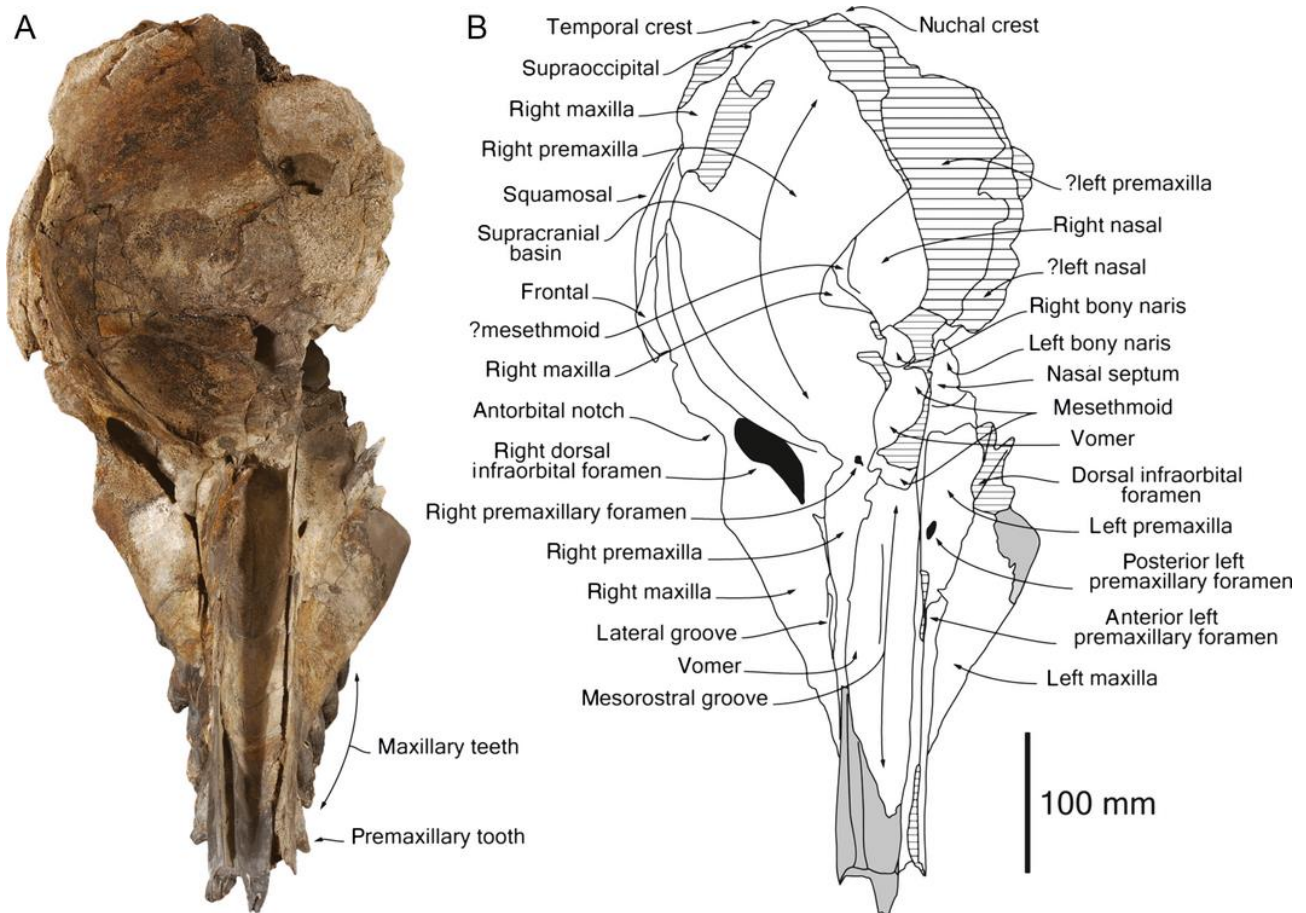 A
B
Temporal crest
Nuchal crest
Supraoccipital
Right maxilla
Right premaxilla
Squamosal
Supracranial
basin
Frontal
?mesethmoid
Right maxilla
Antorbital notch
Right dorsal
infraorbital foramen
Right premaxillary foramen
Right premaxilla
Right maxilla
Lateral groove
Vomer
Mesorostral groove
?left premaxilla
Right nasal
?left nasal
Right bony naris
Left bony naris
Nasal septum
Mesethmoid
Vomer
Dorsal infraorbital
foramen
Left premaxilla
Posterior left
premaxillary foramen
Anterior left
premaxillary foramen
Left maxilla
Maxillary teeth
Premaxillary tooth
100 mm